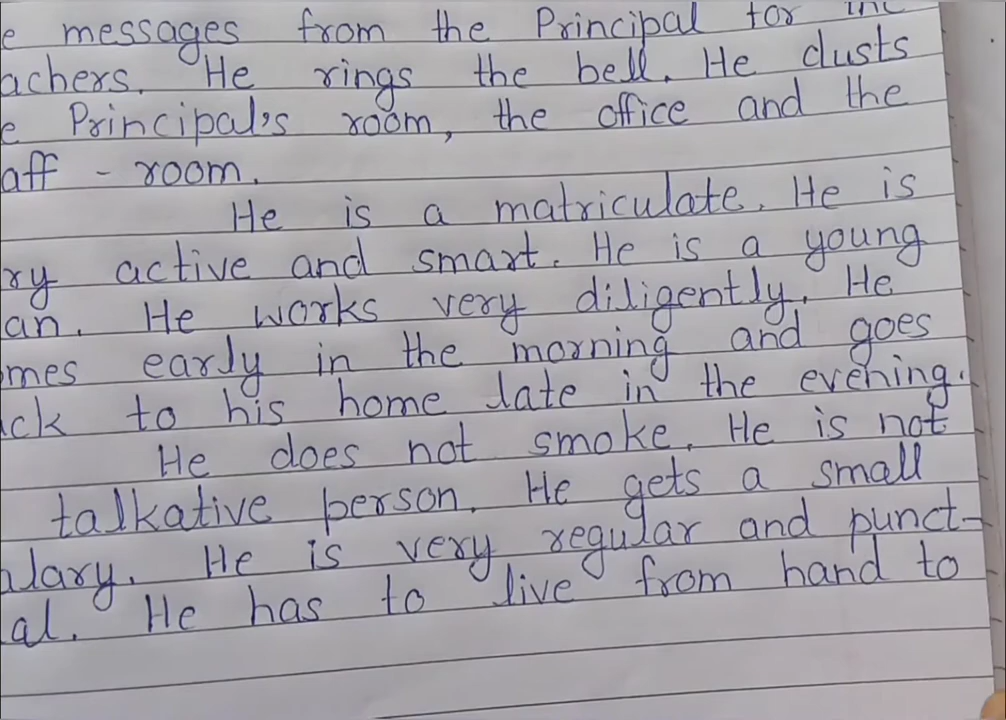 e messages from the Principal for the
achers. He rings the bell. He dusts
e Principal's room, the office and the
aff - room.
He is a matriculate. He is
ry active and smart. He is a young
an. He works very diligently. He
omes early in the morning and goes
ack to his home late in the evening.
He does not smoke. He is not
talkative person. He gets a small
alary. He is very regular and punct-
al. He has to live from hand to